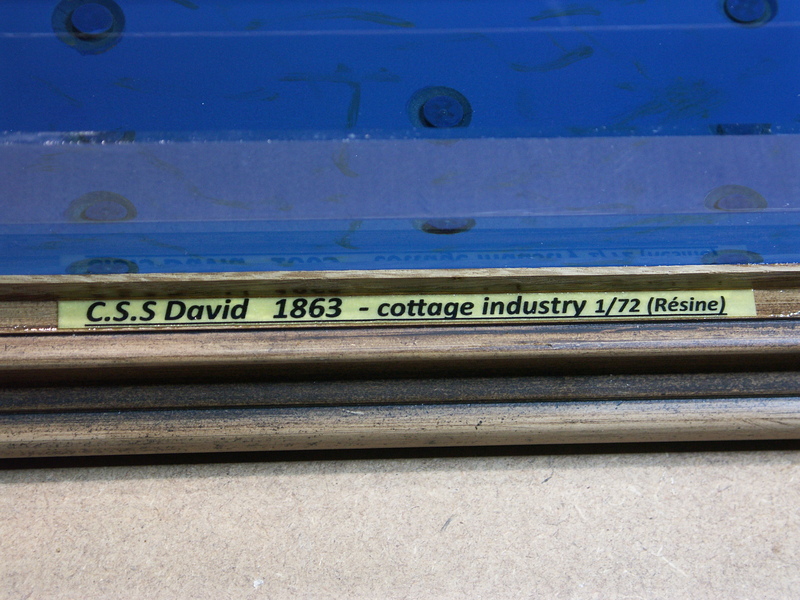 C.S.S David 1863 - cottage industry 1/72 (Résine)